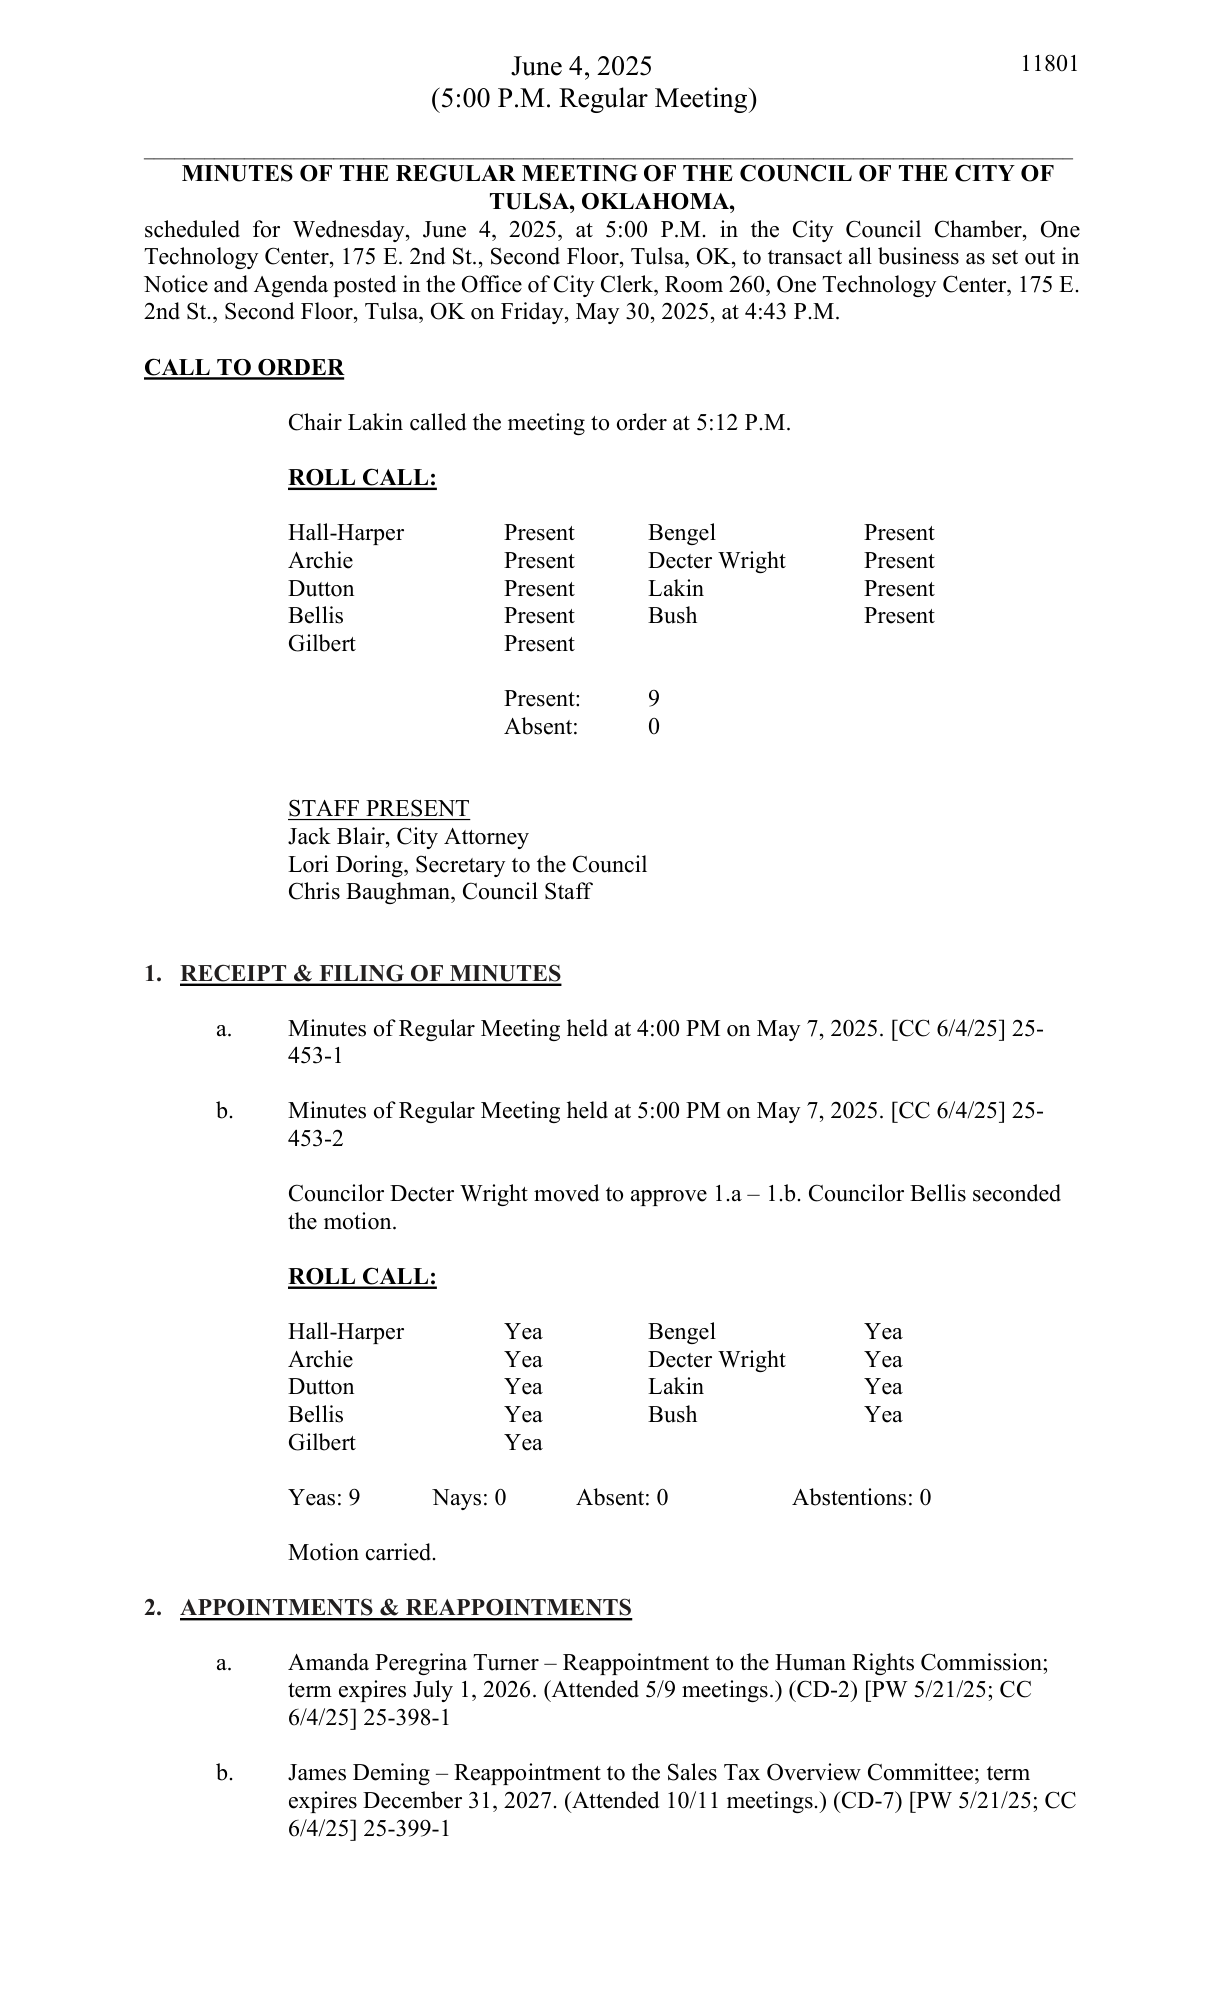 June 4, 2025 11801
(5:00 P.M. Regular Meeting)
MINUTES OF THE REGULAR MEETING OF THE COUNCIL OF THE CITY OF
TULSA, OKLAHOMA,
scheduled for Wednesday, June 4, 2025, at 5:00 P.M. in the City Council Chamber, One
Technology Center, 175 E. 2nd St., Second Floor, Tulsa, OK, to transact all business as set out in
Notice and Agenda posted in the Office of City Clerk, Room 260, One Technology Center, 175 E.
2nd St., Second Floor, Tulsa, OK on Friday, May 30, 2025, at 4:43 P.M.
CALL TO ORDER
Chair Lakin called the meeting to order at 5:12 P.M.
ROLL CALL:
Hall-Harper Present Bengel Present
Archie Present Decter Wright Present
Dutton Present Lakin Present
Bellis Present Bush Present
Gilbert Present
Present: 9
Absent: 0
STAFF PRESENT
Jack Blair, City Attorney
Lori Doring, Secretary to the Council
Chris Baughman, Council Staff
1. RECEIPT & FILING OF MINUTES
a. Minutes of Regular Meeting held at 4:00 PM on May 7, 2025. [CC 6/4/25] 25-
453-1
b. Minutes of Regular Meeting held at 5:00 PM on May 7, 2025. [CC 6/4/25] 25-
453-2
Councilor Decter Wright moved to approve 1.a – 1.b. Councilor Bellis seconded
the motion.
ROLL CALL:
Hall-Harper Yea Bengel Yea
Archie Yea Decter Wright Yea
Dutton Yea Lakin Yea
Bellis Yea Bush Yea
Gilbert Yea
Yeas: 9 Nays: 0 Absent: 0 Abstentions: 0
Motion carried.
2. APPOINTMENTS & REAPPOINTMENTS
a. Amanda Peregrina Turner – Reappointment to the Human Rights Commission;
term expires July 1, 2026. (Attended 5/9 meetings.) (CD-2) [PW 5/21/25; CC
6/4/25] 25-398-1
b. James Deming – Reappointment to the Sales Tax Overview Committee; term
expires December 31, 2027. (Attended 10/11 meetings.) (CD-7) [PW 5/21/25; CC
6/4/25] 25-399-1